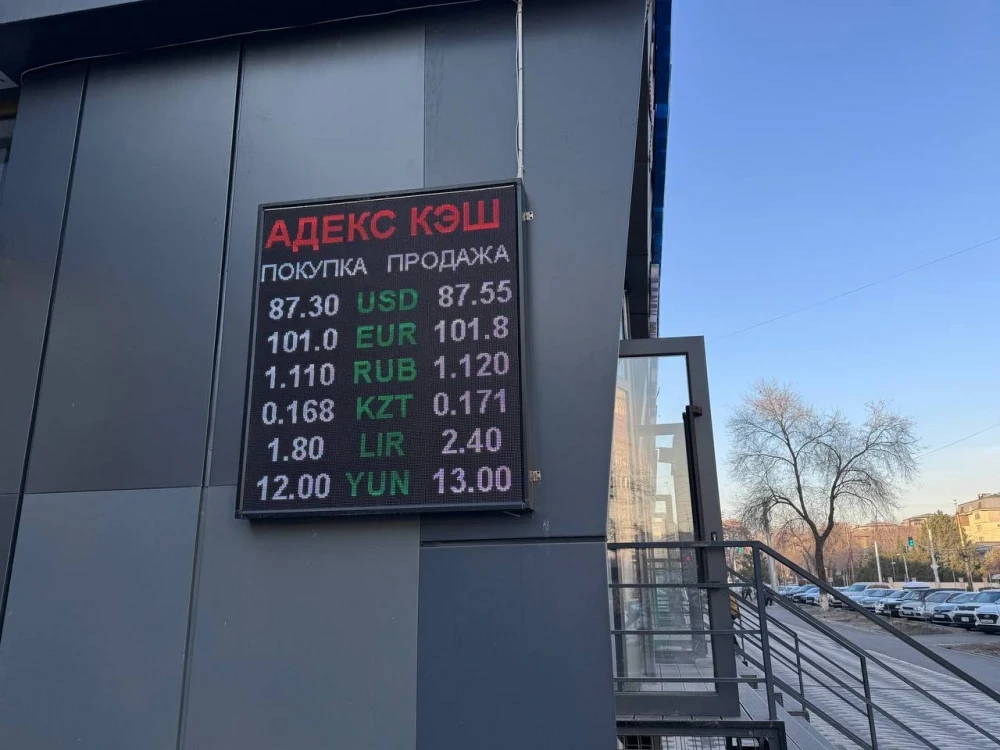 АДЕКС КЭШ
ПОКУПКА ПРОДАЖА
87.30 USD 87.55
101.0 EUR 101.8
1.110 RUB 1.120
0.168 KZT 0.171
1.80 LIR 2.40
12.00 YUN 13.00